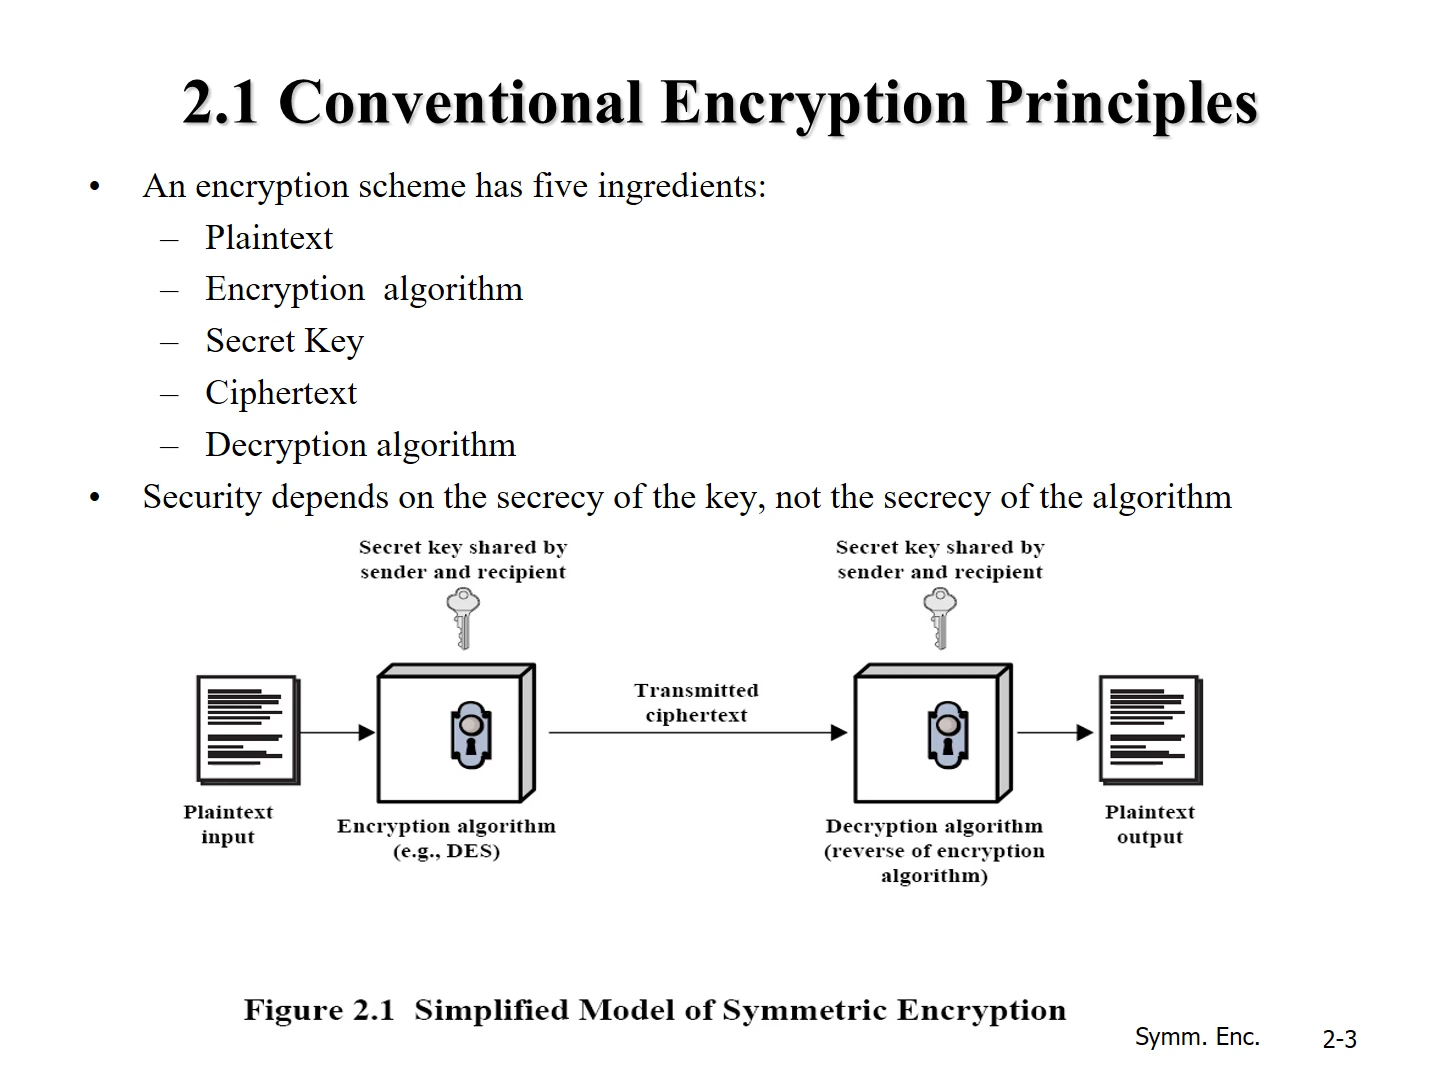 2.1 Conventional Encryption Principles
• An encryption scheme has five ingredients:
– Plaintext
– Encryption  algorithm
– Secret Key
– Ciphertext
– Decryption algorithm
• Security depends on the secrecy of the key, not the secrecy of the algorithm
Secret key shared by
sender and recipient
Secret key shared by
sender and recipient
Transmitted
ciphertext
Plaintext
input
Encryption algorithm
(e.g., DES)
Decryption algorithm
(reverse of encryption
algorithm)
Plaintext
output
Figure 2.1  Simplified Model of Symmetric Encryption
Symm. Enc.
2-3